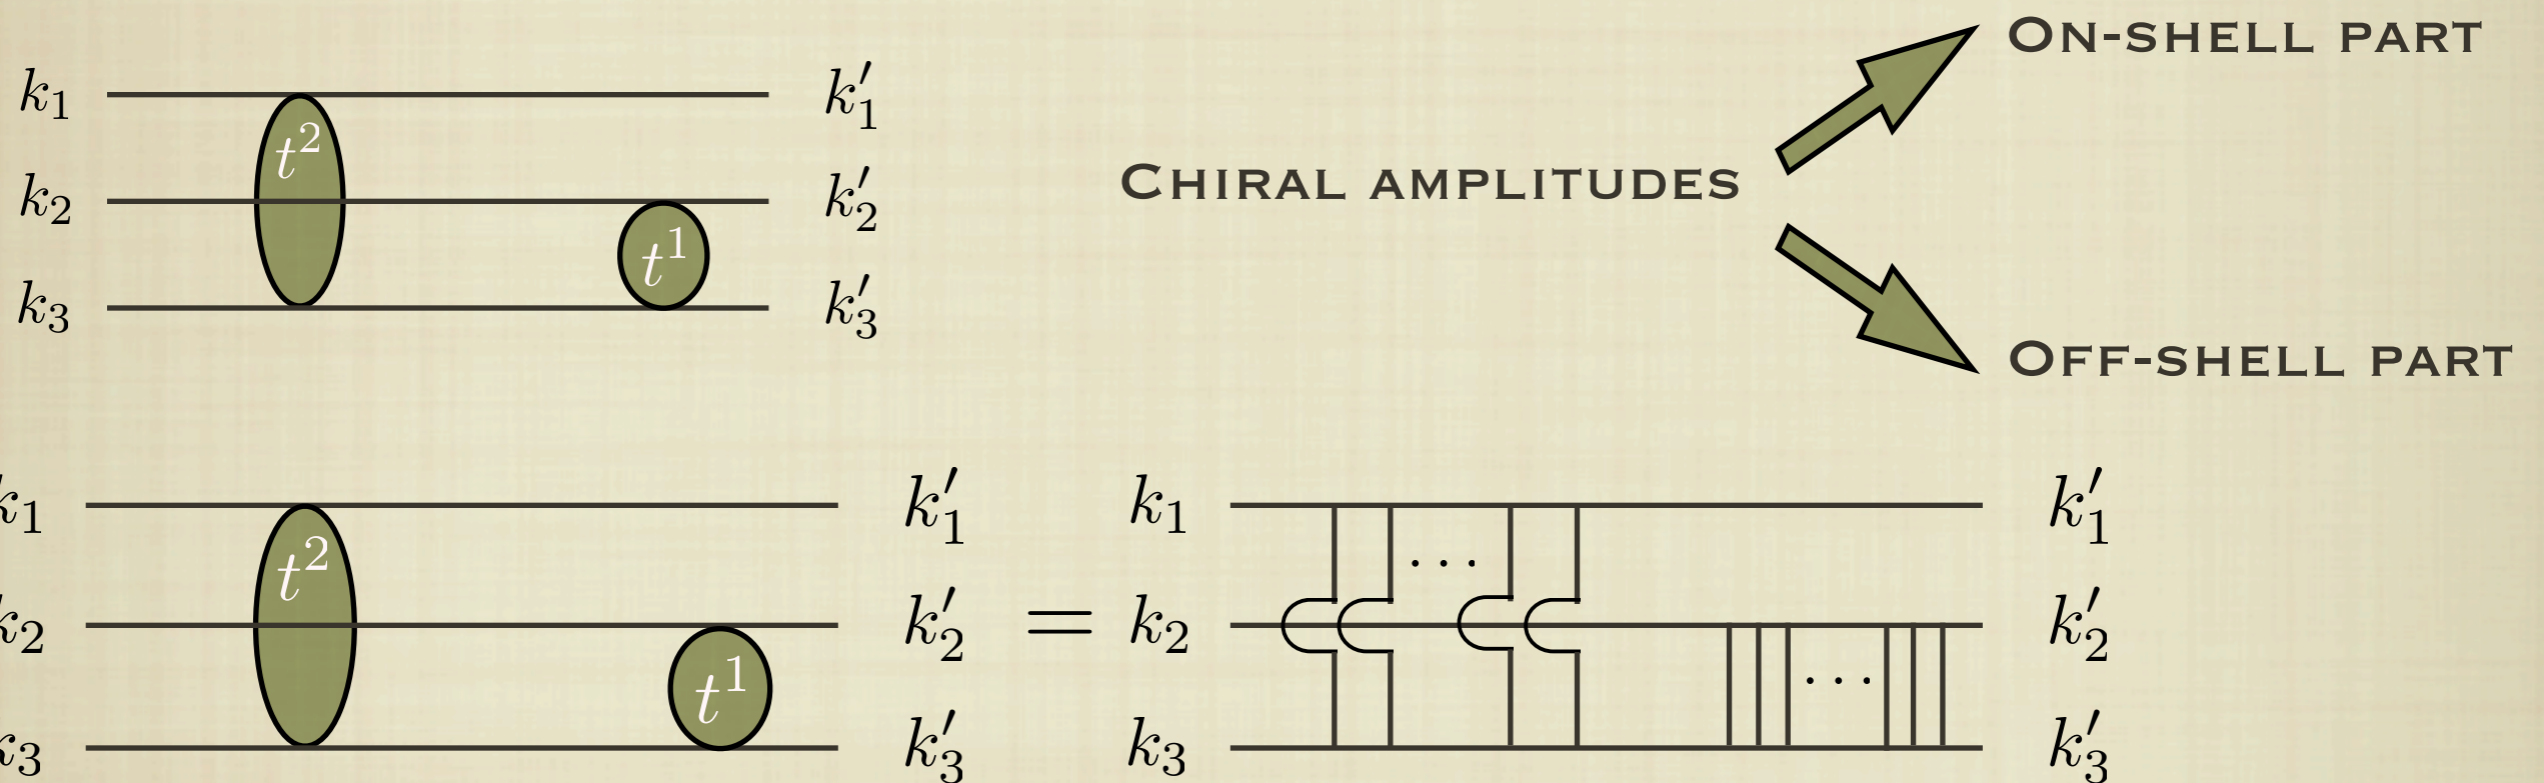 ON-SHELL PART
k₁ k′₁
t²
CHIRAL AMPLITUDES
k₂ k′₂
t¹
k₃ k′₃
OFF-SHELL PART
k₁ k′₁ k₁ k′₁
t² ...
k₂ k′₂ = k₂ k′₂
t¹ ...
k₃ k′₃ k₃ k′₃